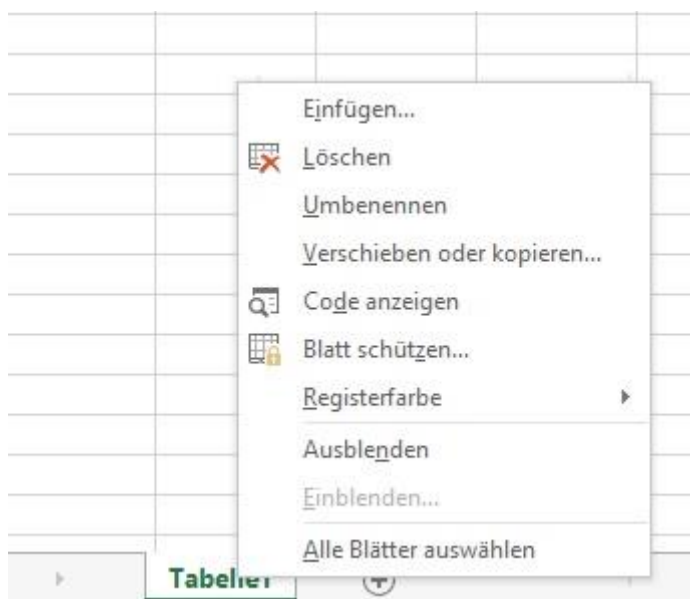 Einfügen...
Löschen
Umbenennen
Verschieben oder kopieren...
Code anzeigen
Blatt schützen...
Registerfarbe
Ausblenden
Einblenden...
Alle Blätter auswählen
Tabelle1